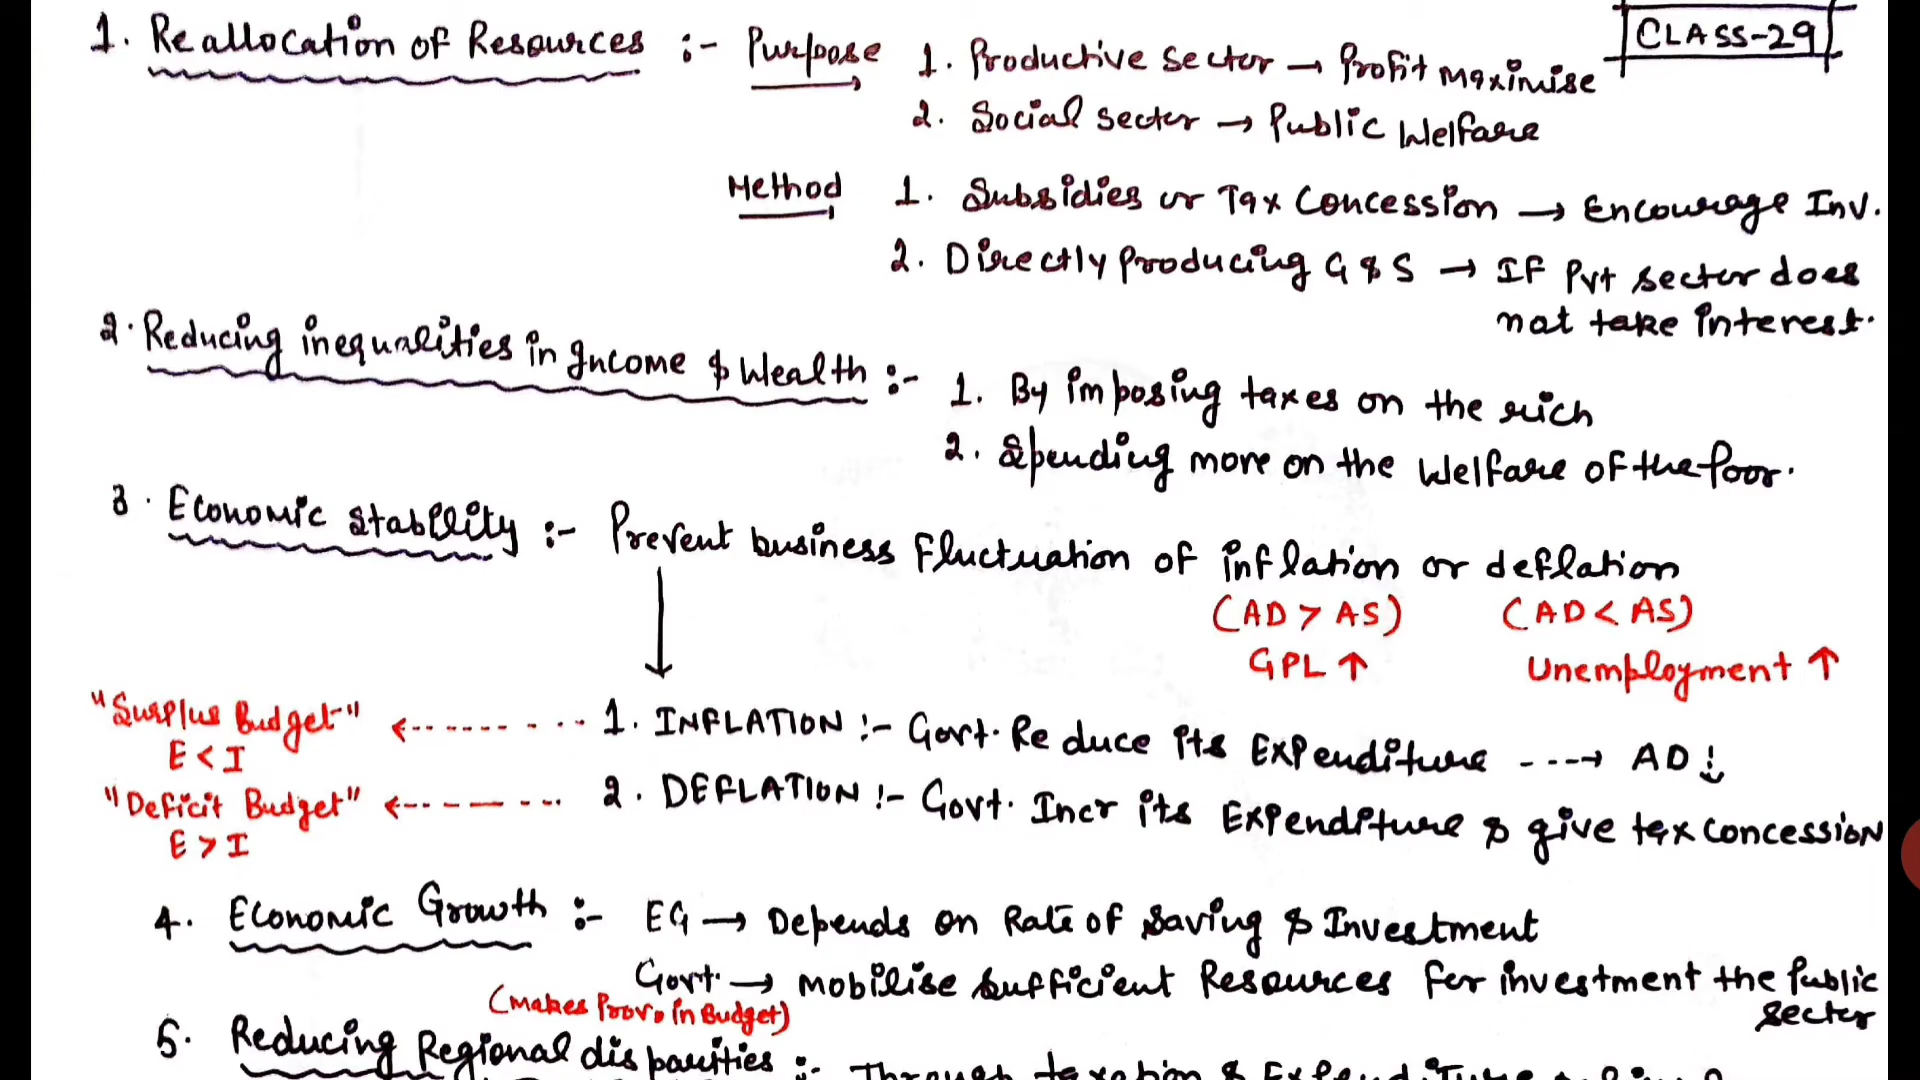 CLASS-29
1. Reallocation of Resources :- Purpose 1. Productive sector → Profit Maximise
2. Social sector → Public Welfare
Method 1. Subsidies or Tax Concession → Encourage Inv.
2. Directly producing G & S → If Pvt sector does
not take interest.
2. Reducing inequalities in Income & Wealth :- 1. By imposing taxes on the rich
2. Spending more on the welfare of the Poor.
3. Economic Stability :- Prevent business fluctuation of inflation or deflation
(AD > AS) (AD < AS)
GPL ↑ Unemployment ↑
"Surplus Budget" ← 1. INFLATION :- Govt. Reduce its Expenditure ---→ AD ↓
E < I
"Deficit Budget" ← 2. DEFLATION :- Govt. Incr its Expenditure & give tax concession
E > I
4. Economic Growth :- EG → Depends on Rate of Saving & Investment
Govt. → mobilise sufficient Resources for investment the Public
sector
(makes Prov. in Budget)
5. Reducing Regional disparities :- Through taxation & Expenditure